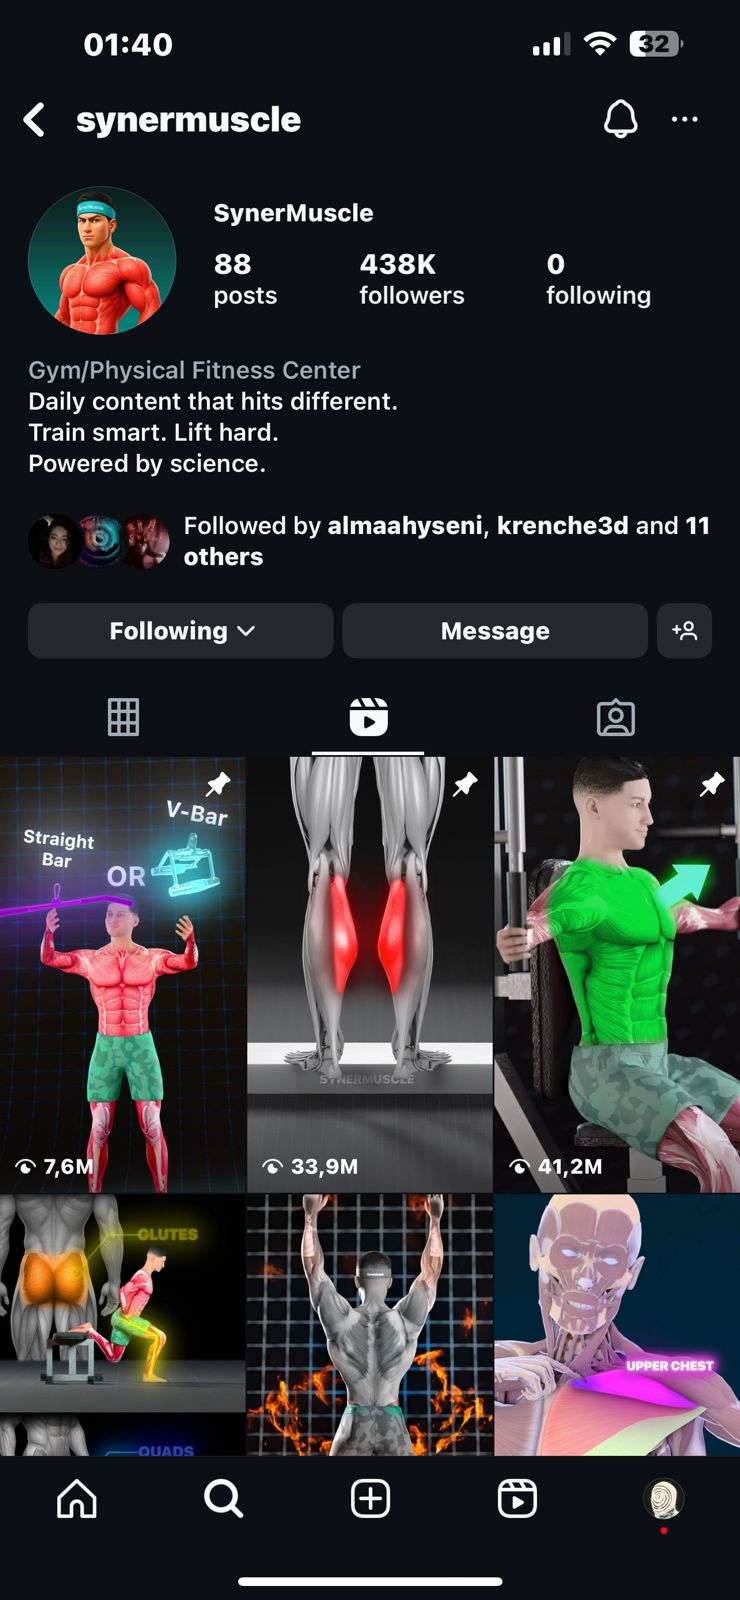 01:40
32
synermuscle
SynerMuscle
88
438K
0
posts
followers
following
Gym/Physical Fitness Center
Daily content that hits different.
Train smart. Lift hard.
Powered by science.
Followed by almaahyseni, krenche3d and 11
others
Following
Message
Straight
Bar
OR
V-Bar
SYNERMUSCLE
7,6M
33,9M
41,2M
GLUTES
QUADS
UPPER CHEST